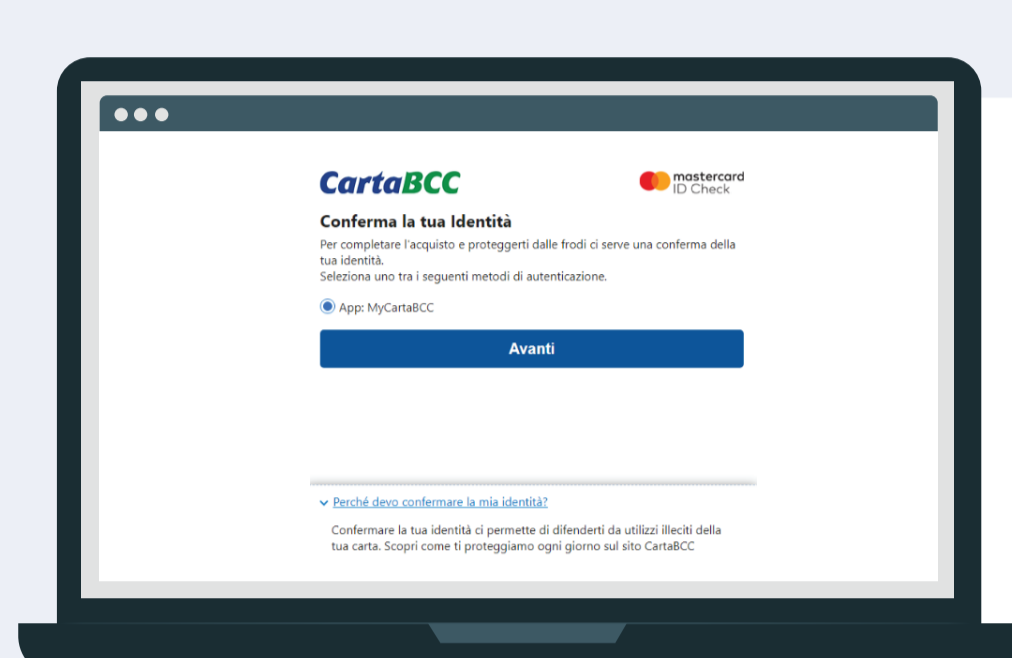 CartaBCC
mastercard
ID Check
Conferma la tua Identità
Per completare l'acquisto e proteggerti dalle frodi ci serve una conferma della
tua identità.
Seleziona uno tra i seguenti metodi di autenticazione.
App: MyCartaBCC
Avanti
Perché devo confermare la mia identità?
Confermare la tua identità ci permette di difenderti da utilizzi illeciti della
tua carta. Scopri come ti proteggiamo ogni giorno sul sito CartaBCC